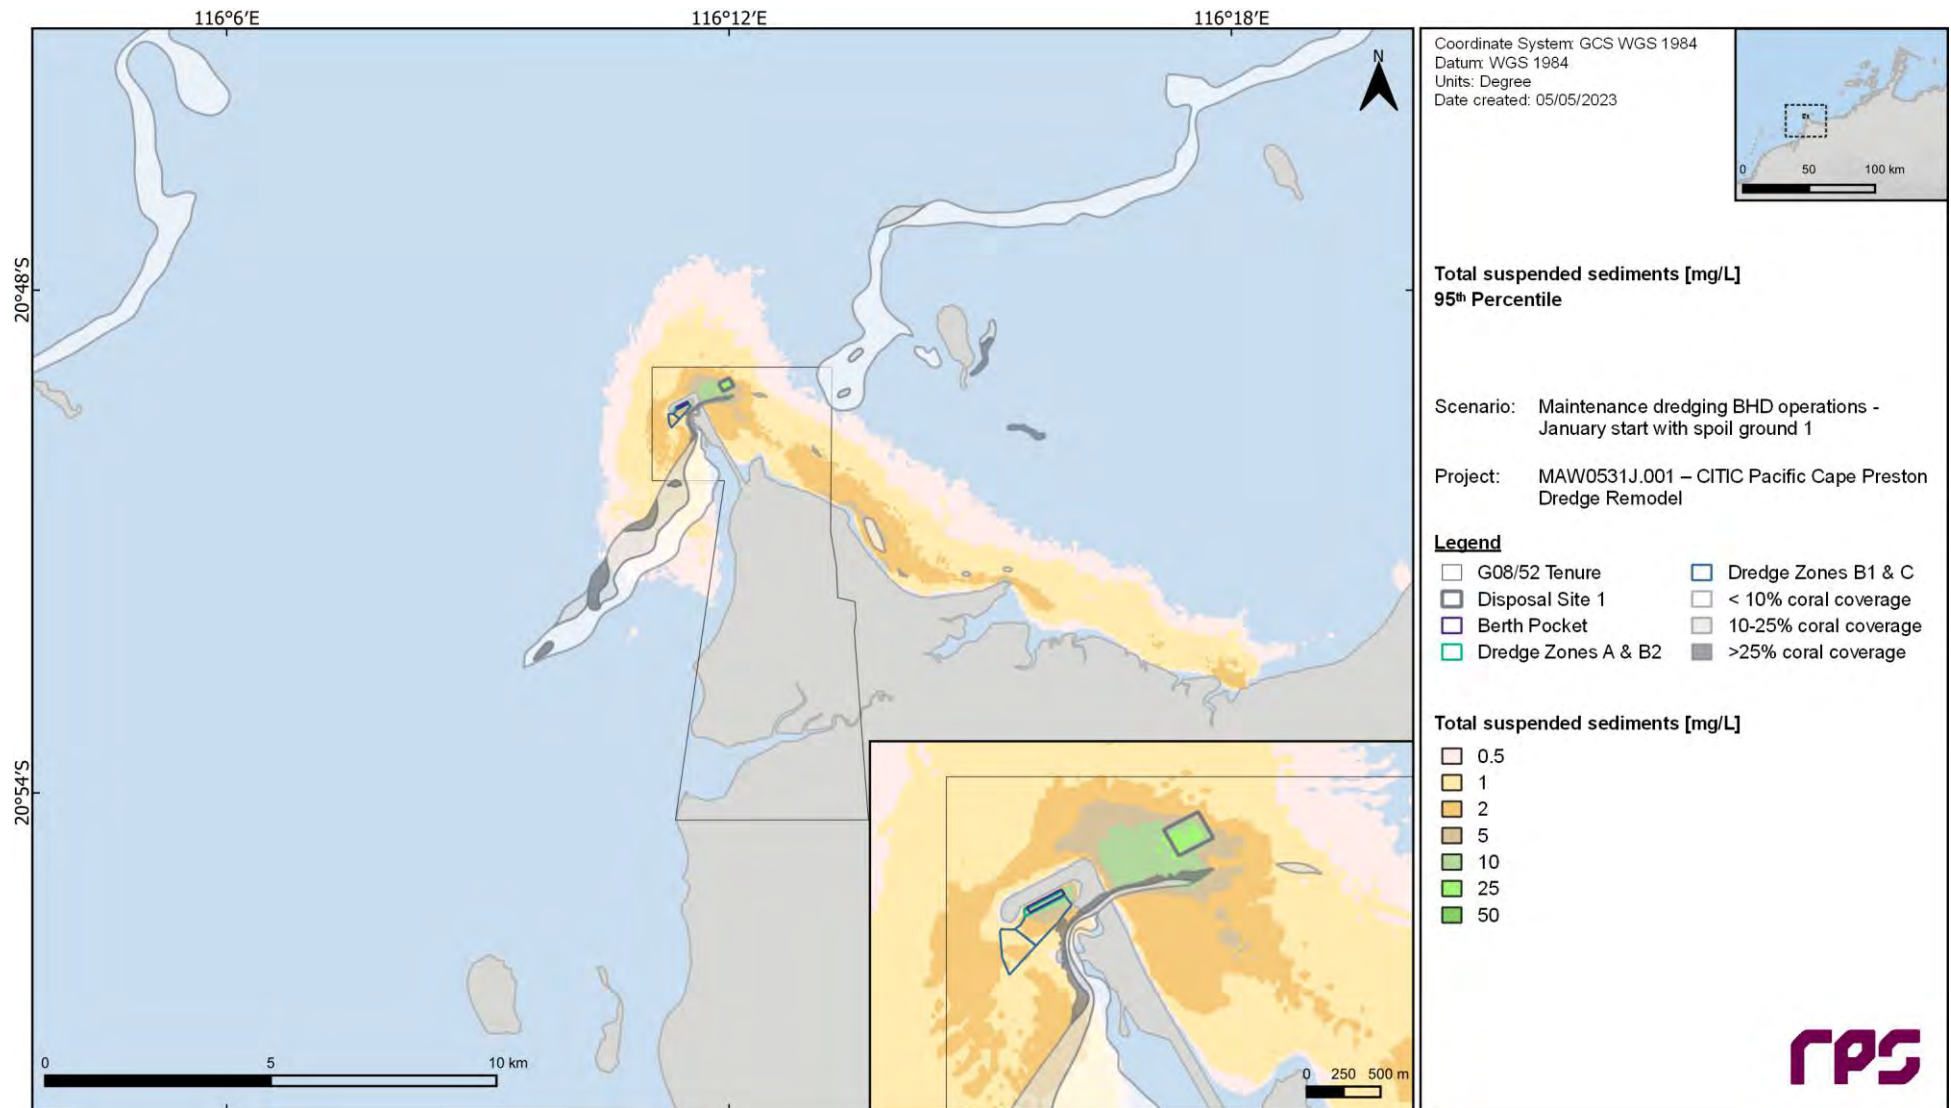 116°6'E
116°12'E
116°18'E
20°48'S
20°54'S
N
0 5 10 km
0 250 500 m
Coordinate System: GCS WGS 1984
Datum: WGS 1984
Units: Degree
Date created: 05/05/2023
0 50 100 km
Total suspended sediments [mg/L]
95th Percentile
Scenario: Maintenance dredging BHD operations -
January start with spoil ground 1
Project: MAW0531J.001 – CITIC Pacific Cape Preston
Dredge Remodel
Legend
G08/52 Tenure
Disposal Site 1
Berth Pocket
Dredge Zones A & B2
Dredge Zones B1 & C
< 10% coral coverage
10-25% coral coverage
>25% coral coverage
Total suspended sediments [mg/L]
0.5
1
2
5
10
25
50
rps